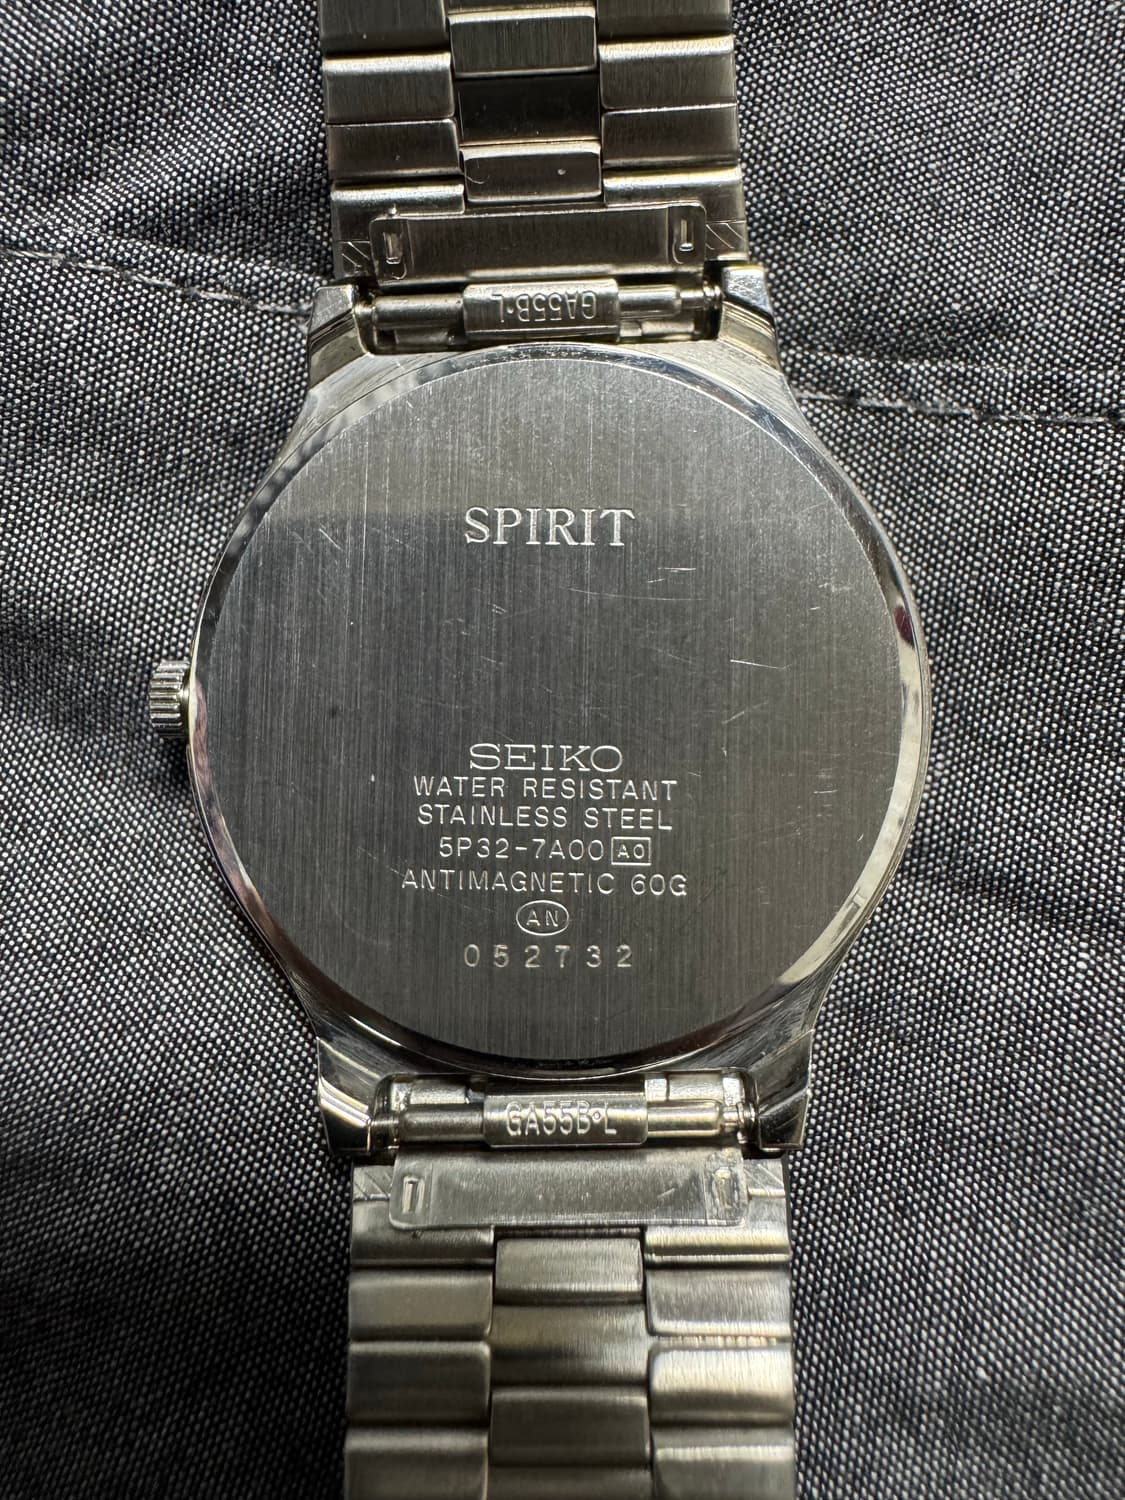 GA55B·L
SPIRIT
SEIKO
WATER RESISTANT
STAINLESS STEEL
5P32-7A00 A0
ANTIMAGNETIC 60G
AN
052732
GA55B·L